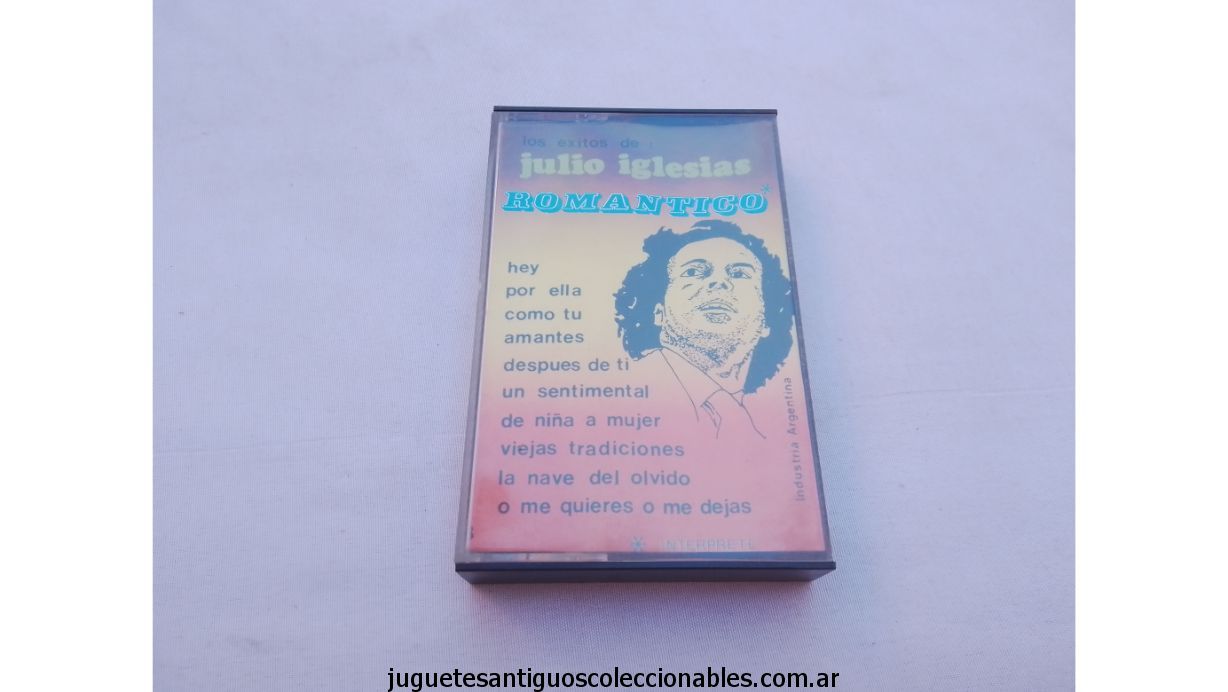 los exitos de :
julio iglesias
ROMANTICO*
hey
por ella
como tu
amantes
despues de ti
un sentimental
de niña a mujer
viejas tradiciones
la nave del olvido
o me quieres o me dejas
Industria Argentina
* INTERPRETE
juguetesantiguoscoleccionables.com.ar